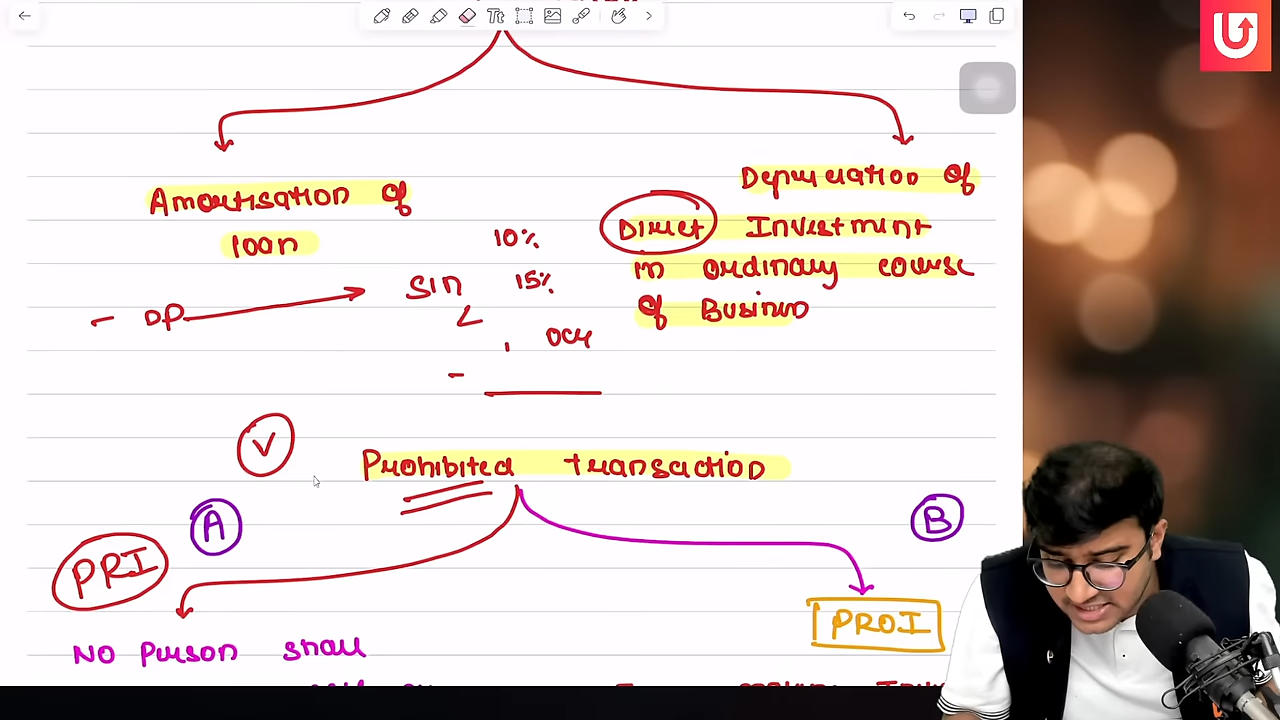 Amortisation of
loan
Depreciation of
Direct Investment
in ordinary course
of Business
10%
SIN 15%
- DP
<
-
V
Prohibited transaction
A
B
PRI
PROI
NO Person shall
Tt